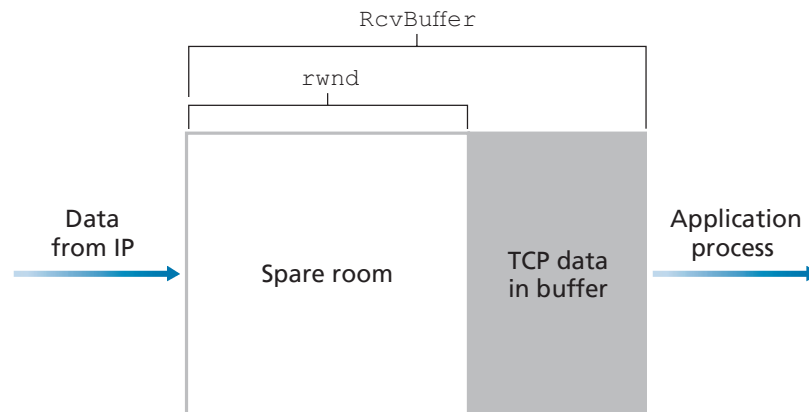 RcvBuffer
rwnd
Data
from IP
Spare room
TCP data
in buffer
Application
process